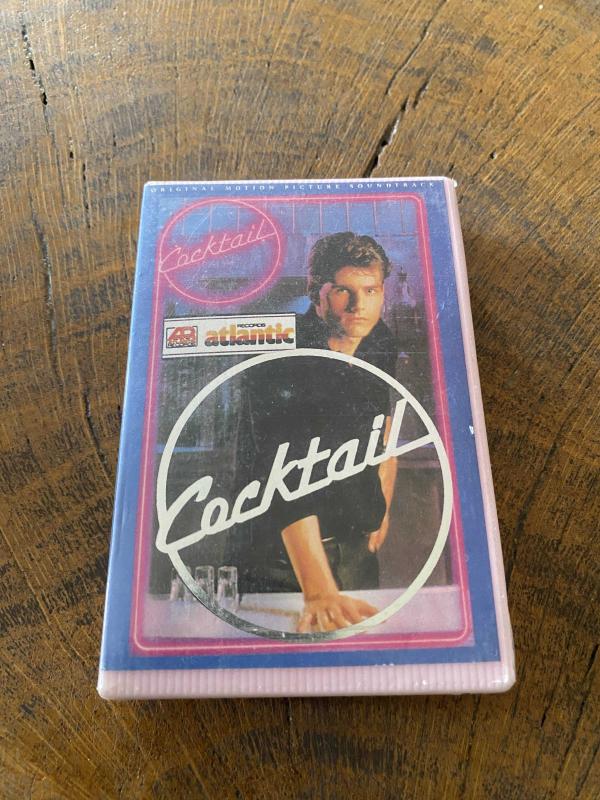 ORIGINAL MOTION PICTURE SOUNDTRACK
Cocktail
RECORDS
atlantic
Cocktail